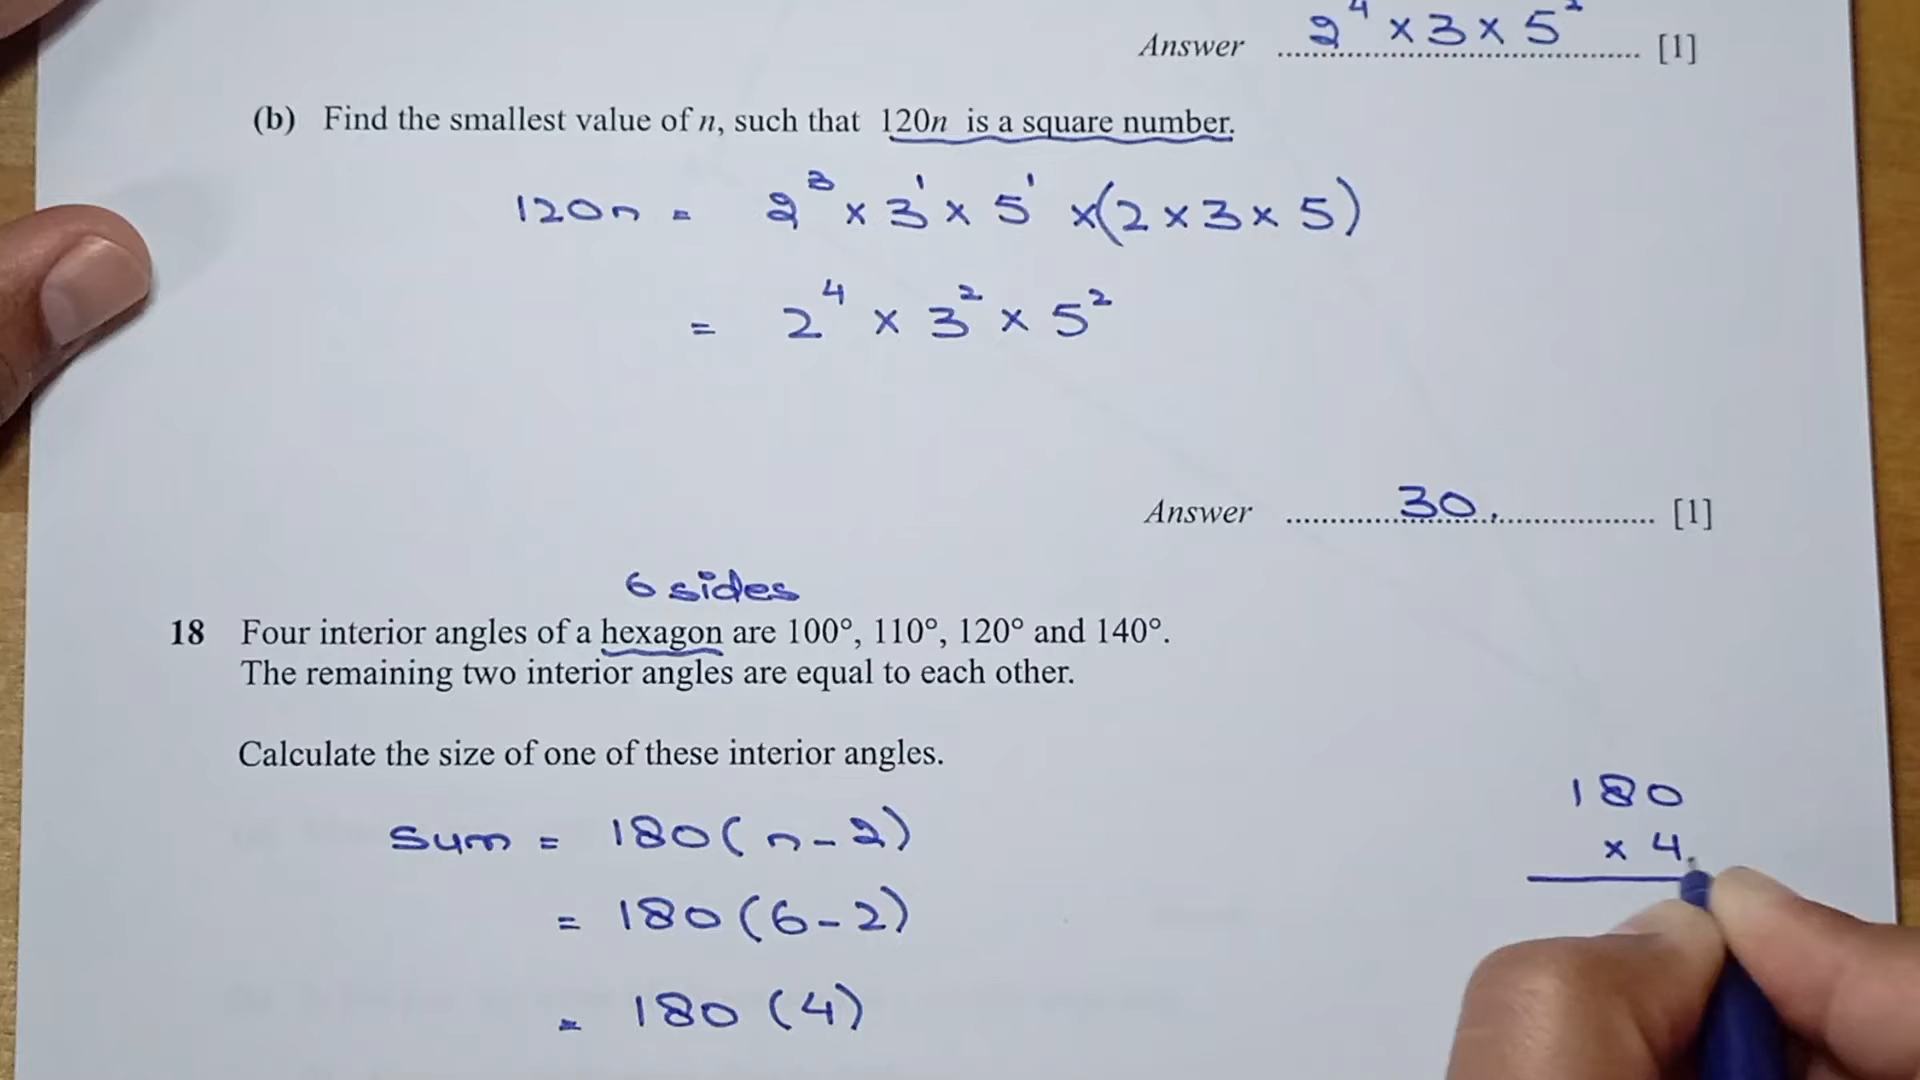 Answer 2⁴ × 3 × 5² [1]
(b) Find the smallest value of n, such that 120n is a square number.
120n = 2³ × 3¹ × 5¹ ×(2 × 3 × 5)
= 2⁴ × 3² × 5²
Answer 30. [1]
6 sides
18 Four interior angles of a hexagon are 100°, 110°, 120° and 140°.
The remaining two interior angles are equal to each other.
Calculate the size of one of these interior angles.
180
× 4
Sum = 180(n-2)
= 180(6-2)
= 180(4)